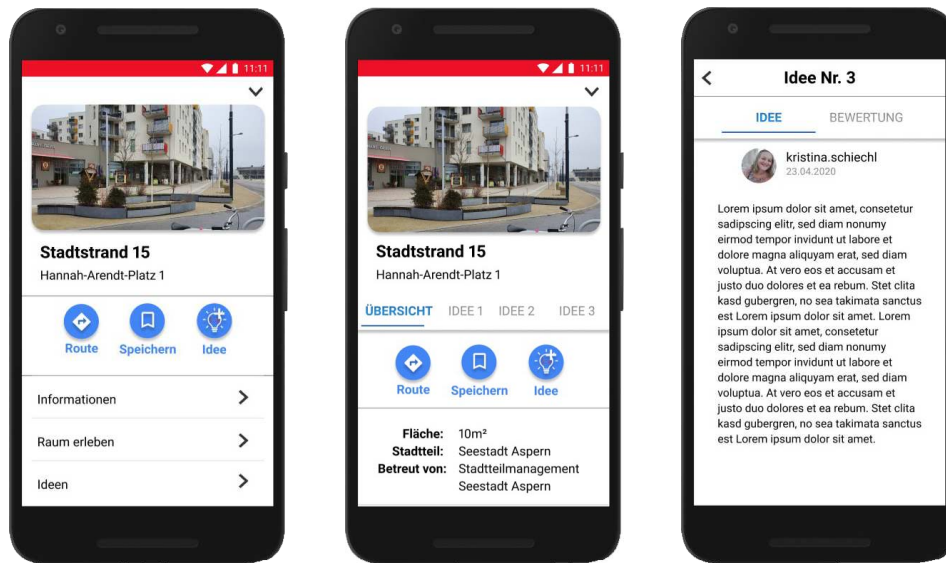 11:11
Stadtstrand 15
Hannah-Arendt-Platz 1
Route Speichern Idee
Informationen
Raum erleben
Ideen
11:11
Stadtstrand 15
Hannah-Arendt-Platz 1
ÜBERSICHT IDEE 1 IDEE 2 IDEE 3
Route Speichern Idee
Fläche: 10m²
Stadtteil: Seestadt Aspern
Betreut von: Stadtteilmanagement
Seestadt Aspern
Idee Nr. 3
IDEE BEWERTUNG
kristina.schiechl
23.04.2020
Lorem ipsum dolor sit amet, consetetur
sadipscing elitr, sed diam nonumy
eirmod tempor invidunt ut labore et
dolore magna aliquyam erat, sed diam
voluptua. At vero eos et accusam et
justo duo dolores et ea rebum. Stet clita
kasd gubergren, no sea takimata sanctus
est Lorem ipsum dolor sit amet. Lorem
ipsum dolor sit amet, consetetur
sadipscing elitr, sed diam nonumy
eirmod tempor invidunt ut labore et
dolore magna aliquyam erat, sed diam
voluptua. At vero eos et accusam et
justo duo dolores et ea rebum. Stet clita
kasd gubergren, no sea takimata sanctus
est Lorem ipsum dolor sit amet.